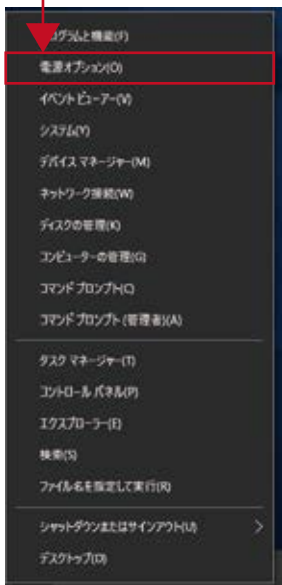 プログラムと機能(F)
電源オプション(O)
イベント ビューアー(V)
システム(Y)
デバイス マネージャー(M)
ネットワーク接続(W)
ディスクの管理(K)
コンピューターの管理(G)
コマンド プロンプト(C)
コマンド プロンプト (管理者)(A)
タスク マネージャー(T)
コントロール パネル(P)
エクスプローラー(E)
検索(S)
ファイル名を指定して実行(R)
シャットダウンまたはサインアウト(U)
デスクトップ(D)